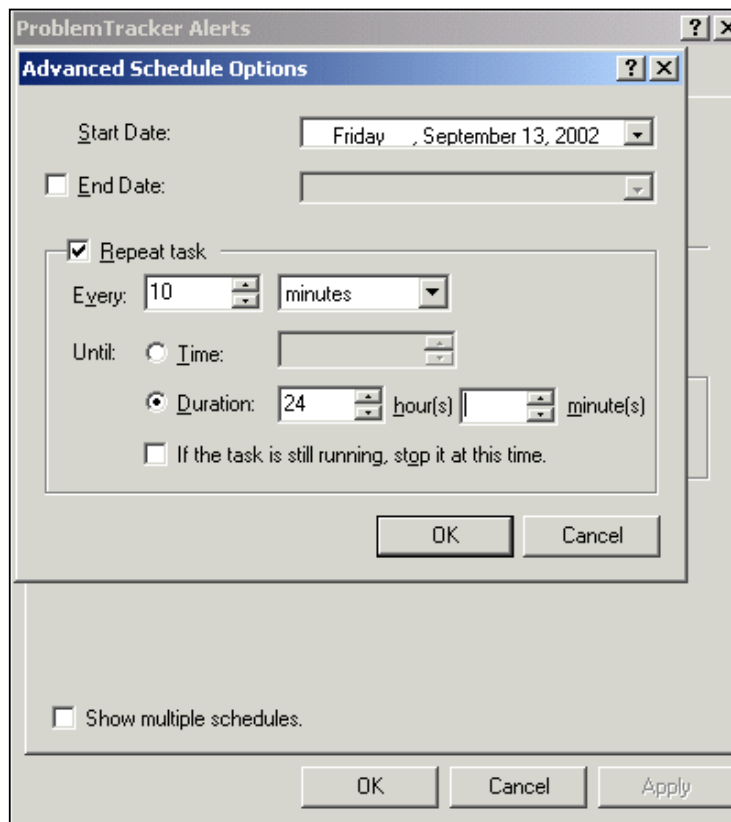 ProblemTracker Alerts
Advanced Schedule Options
Start Date: Friday , September 13, 2002
End Date:
Repeat task
Every: 10 minutes
Until: Time:
Duration: 24 hour(s) minute(s)
If the task is still running, stop it at this time.
OK Cancel
Show multiple schedules.
OK Cancel Apply